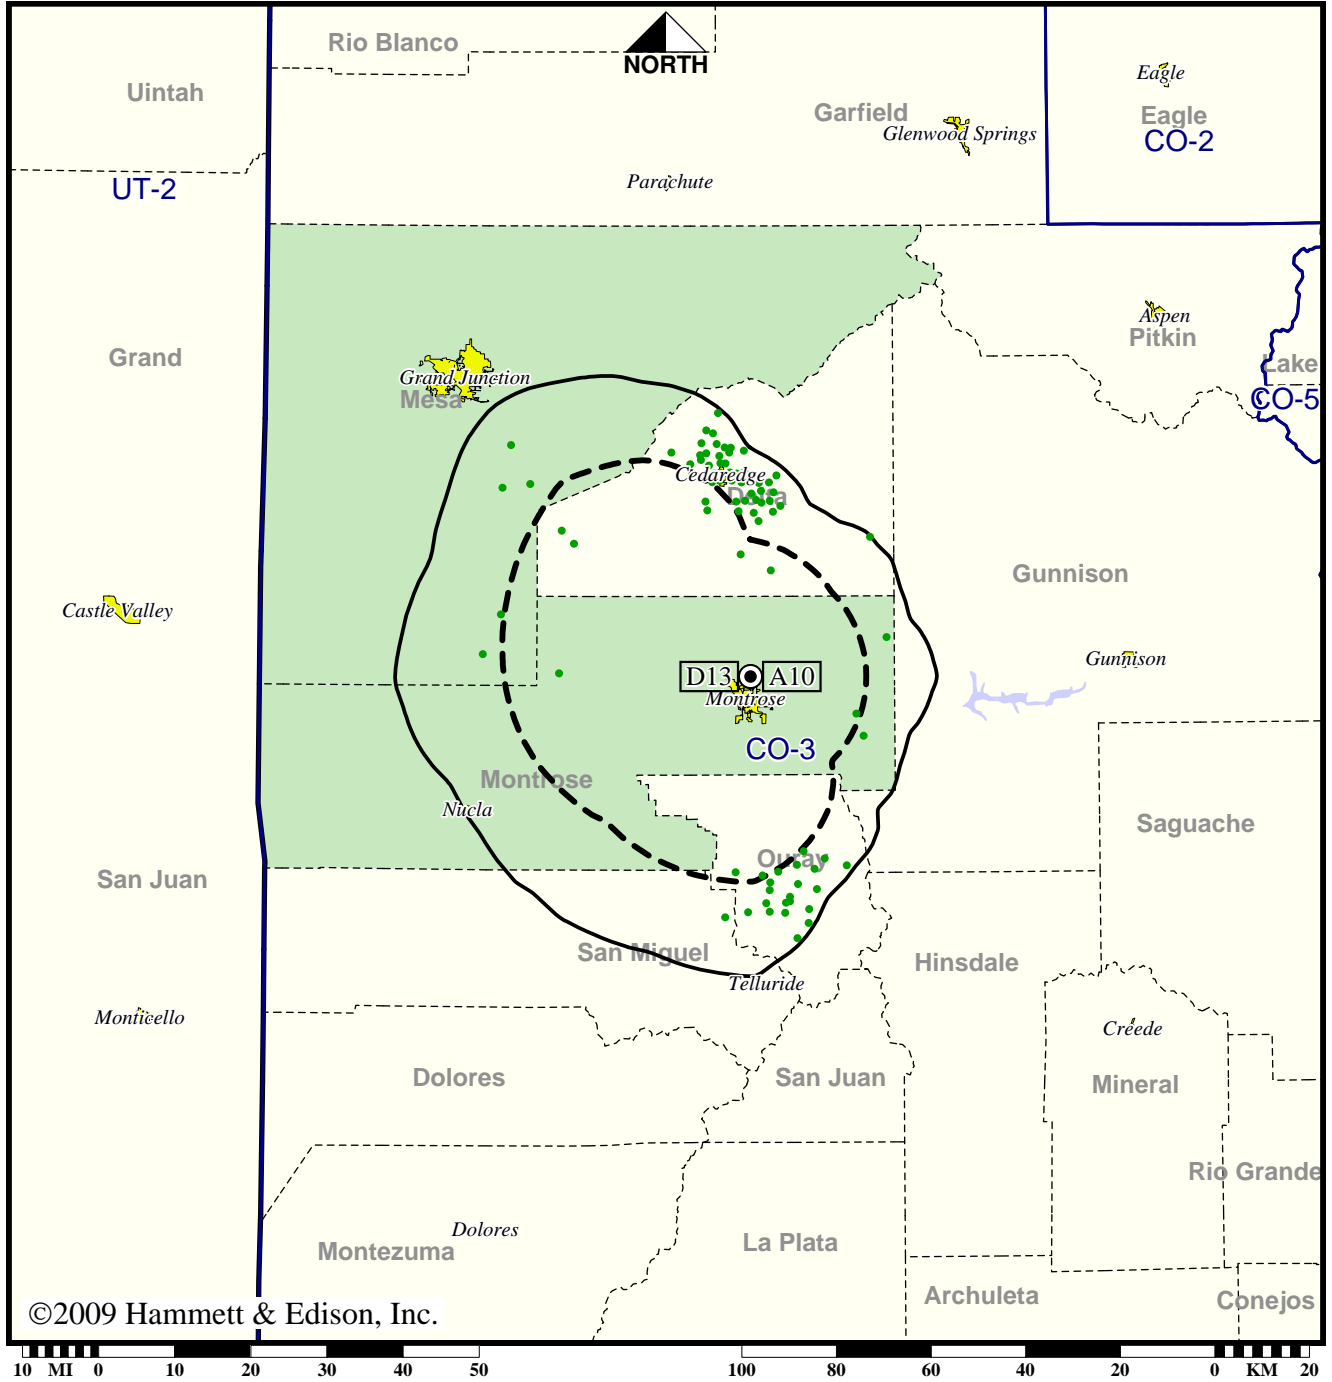 Rio Blanco
NORTH
Uintah
Eagle
Garfield
Eagle
Glenwood Springs
CO-2
UT-2
Parachute
Aspen
Pitkin
Grand
Lake
Grand Junction
Mesa
CO-5
Cedaredge
Delta
Gunnison
Castle Valley
Gunnison
D13
A10
Montrose
CO-3
Montrose
Nucla
Saguache
Ouray
San Juan
San Miguel
Hinsdale
Telluride
Monticello
Creede
Dolores
San Juan
Mineral
Rio Grande
Dolores
Montezuma
La Plata
Archuleta
Conejos
©2009 Hammett & Edison, Inc.
10 MI 0 10 20 30 40 50 100 80 60 40 20 0 KM 20